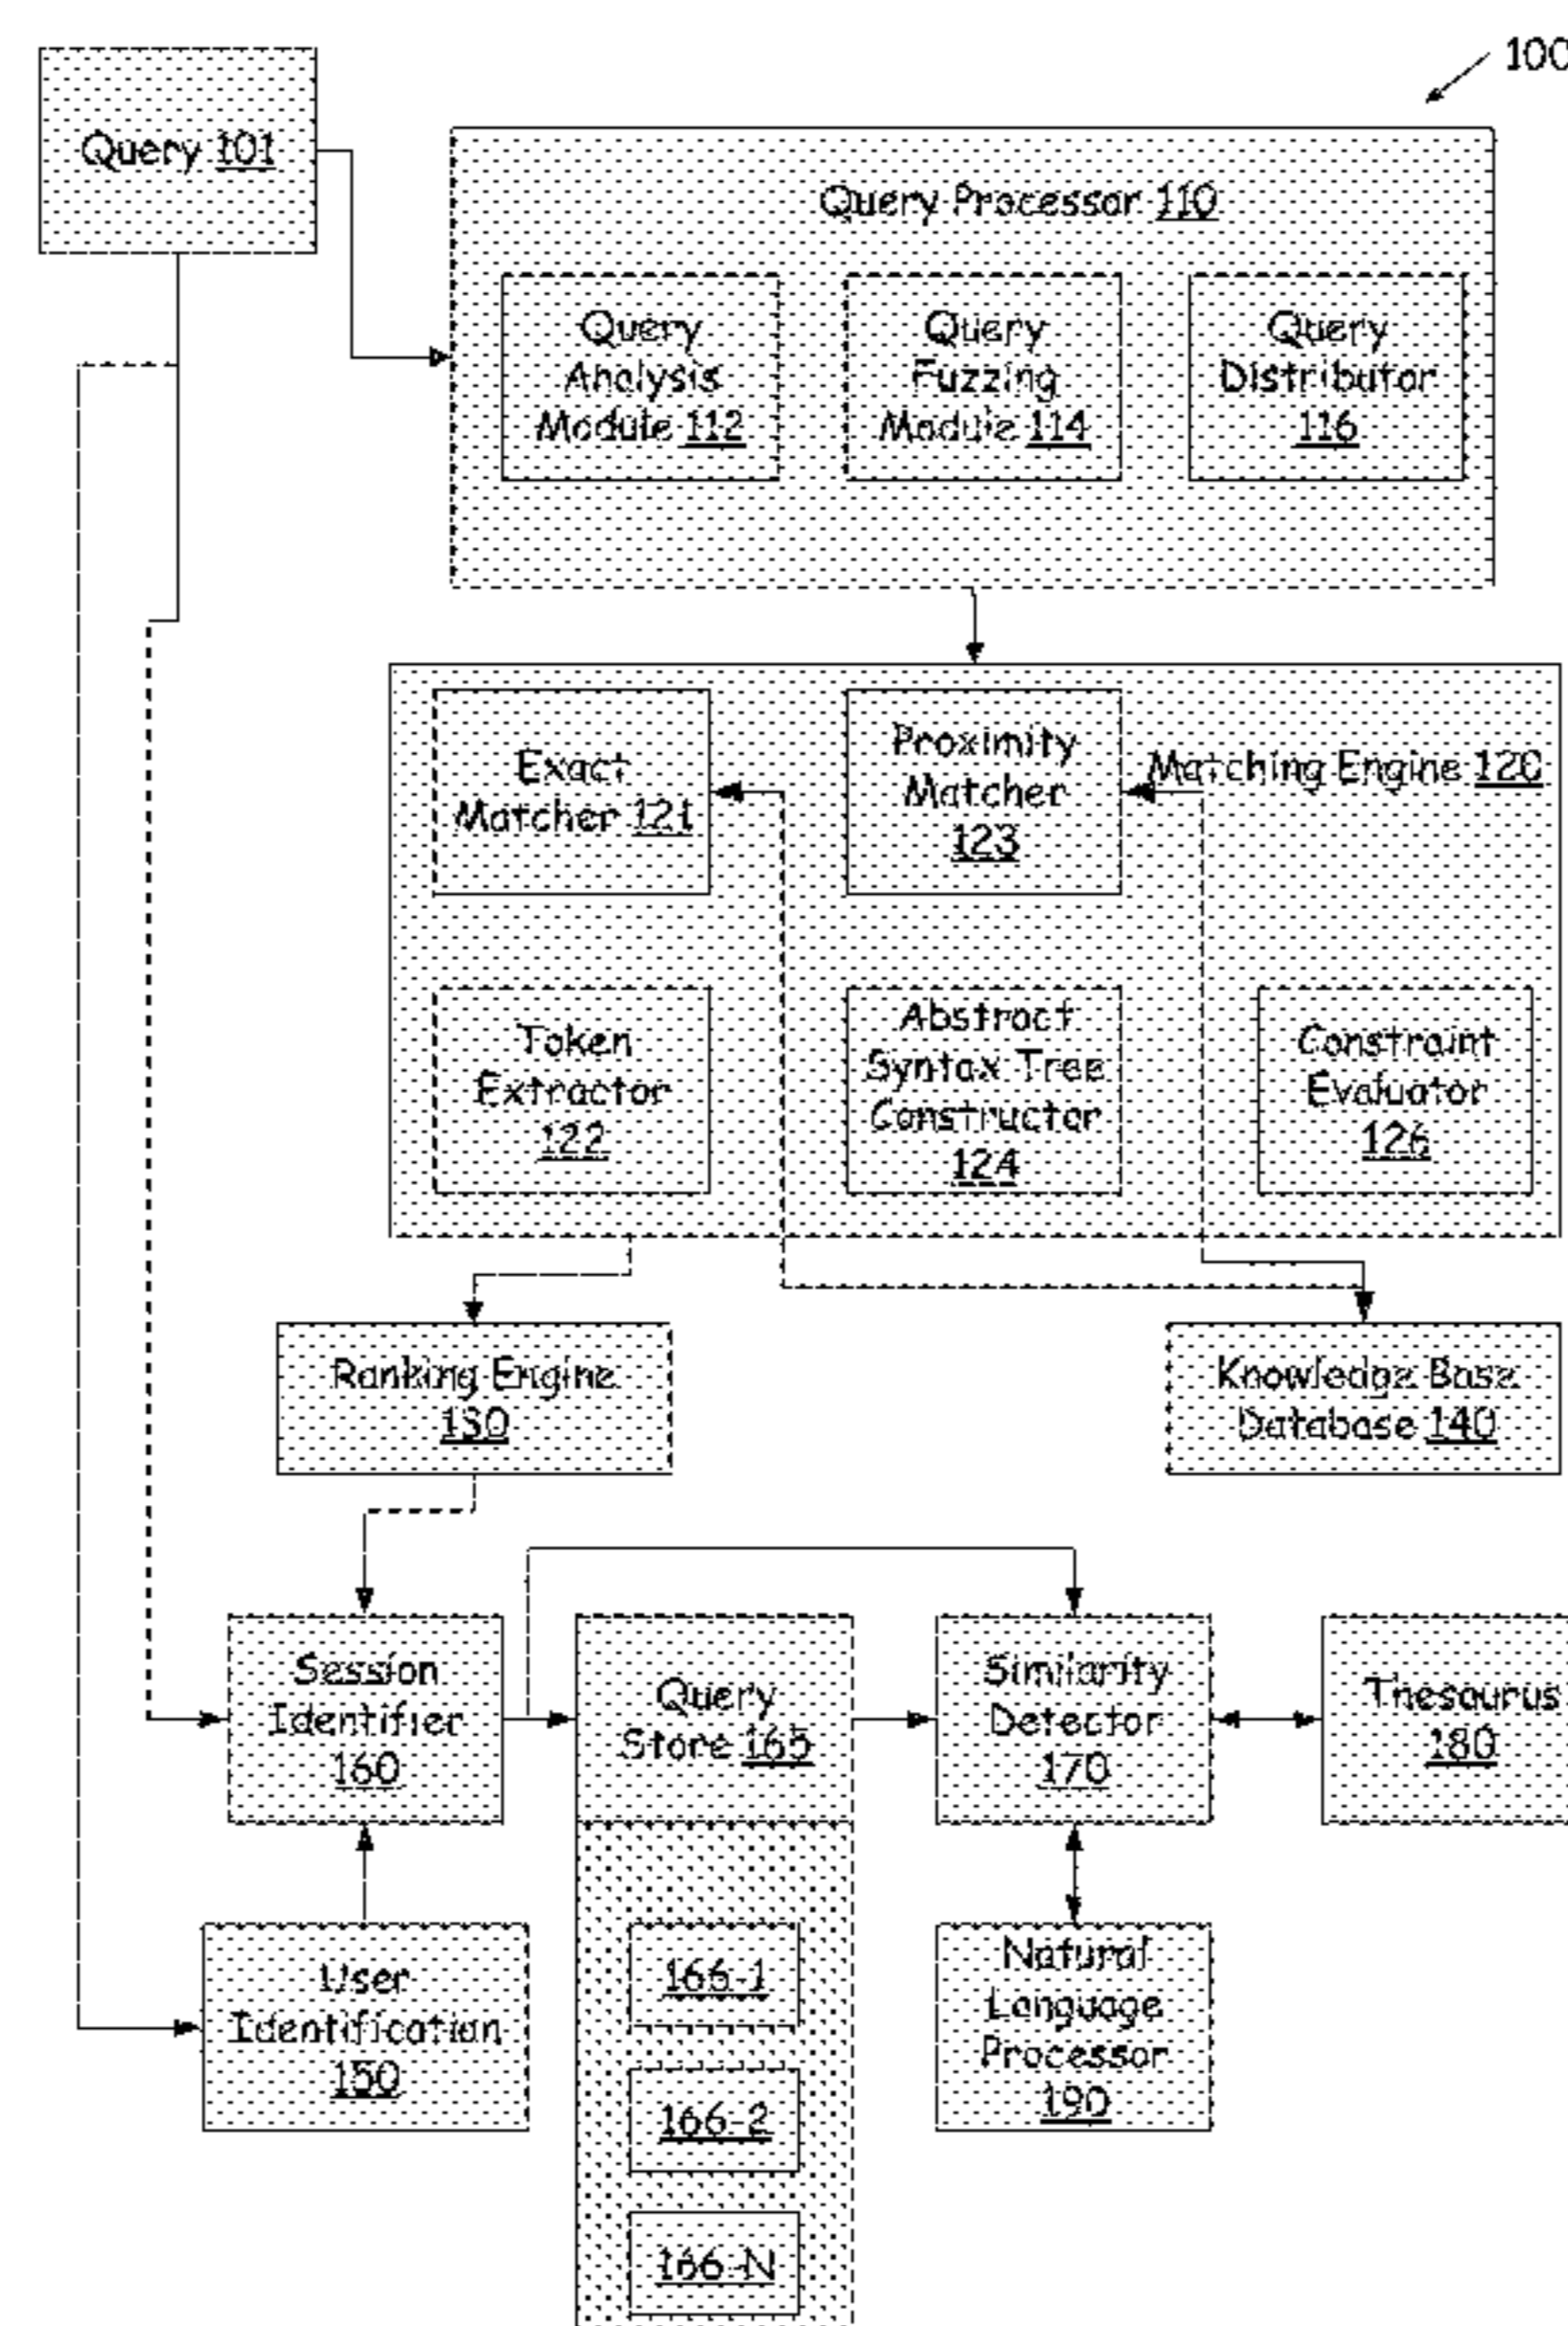 100
Query 101
Query Processor 110
Query
Analysis
Module 112
Query
Fuzzing
Module 114
Query
Distributor
116
Exact
Matcher 121
Proximity
Matcher
123
Matching Engine 120
Token
Extractor
122
Abstract
Syntax Tree
Constructor
124
Constraint
Evaluator
126
Ranking Engine
130
Knowledge Base
Database 140
Session
Identifier
160
Query
Store 165
Similarity
Detector
170
Thesaurus
180
User
Identification
150
166-1
166-2
166-N
Natural
Language
Processor
190